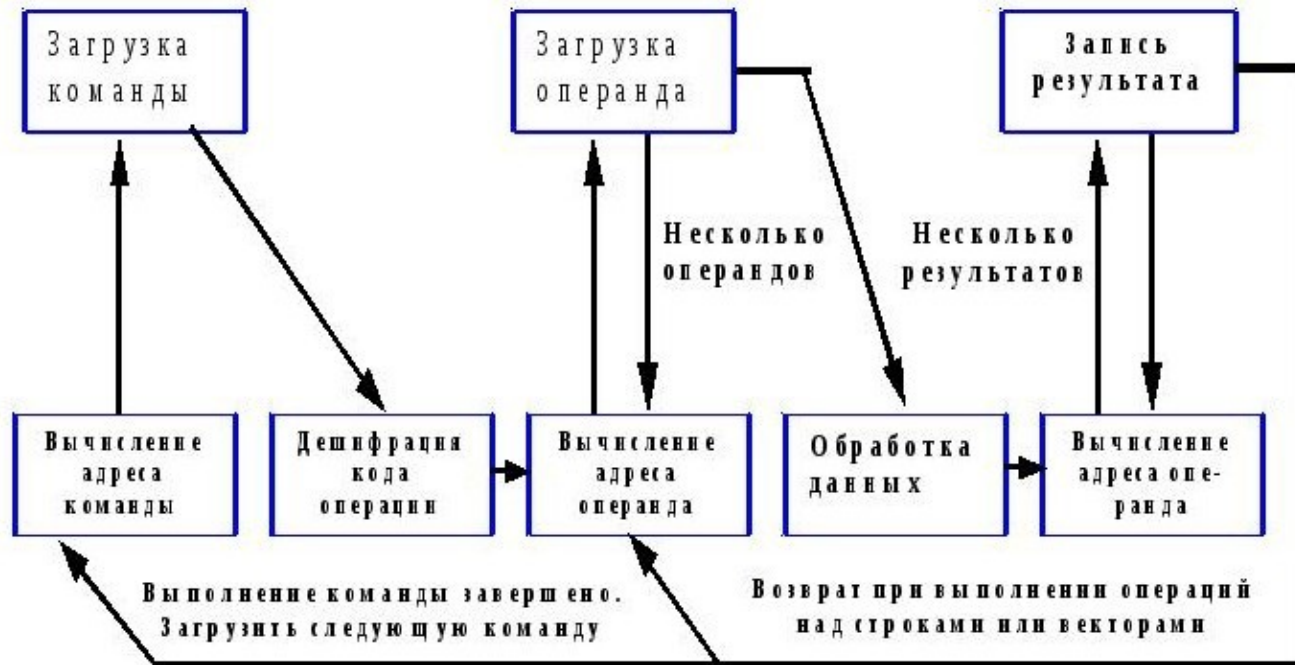 Загрузка
команды
Загрузка
операнда
Запись
результата
Несколько
операндов
Несколько
результатов
Вычисление
адреса
команды
Дешифрация
кода
операции
Вычисление
адреса
операнда
Обработка
данных
Вычисление
адреса опе-
ранда
Выполнение команды завершено.
Загрузить следующую команду
Возврат при выполнении операций
над строками или векторами